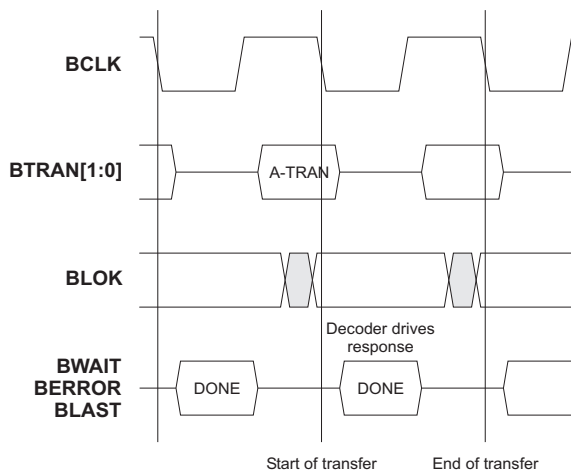 BCLK
BTRAN[1:0]
A-TRAN
BLOK
Decoder drives
response
BWAIT
BERROR
BLAST
DONE
DONE
Start of transfer
End of transfer